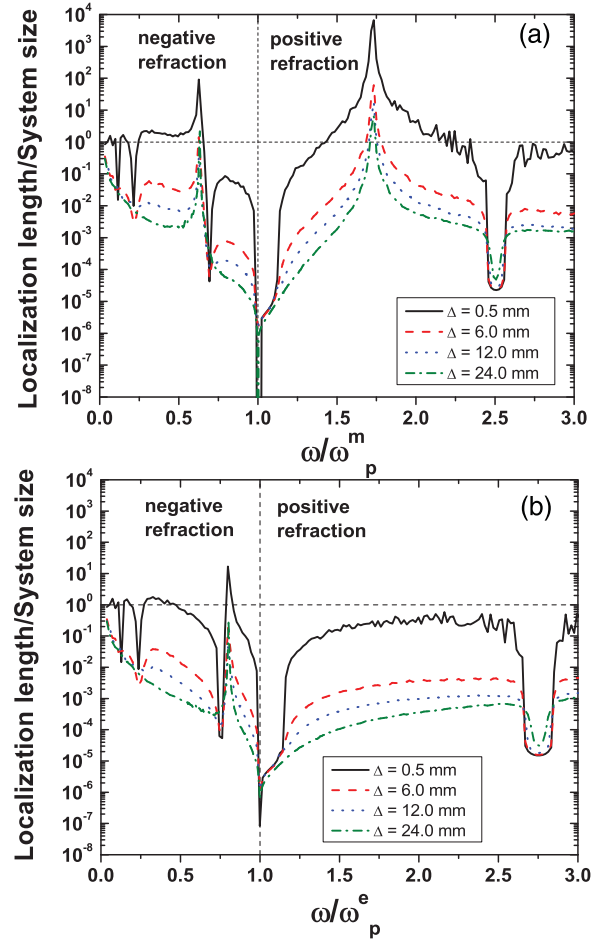 (a)
negative
refraction
positive
refraction
Localization length/System size
10^4
10^3
10^2
10^1
10^0
10^-1
10^-2
10^-3
10^-4
10^-5
10^-6
10^-7
10^-8
Δ = 0.5 mm
Δ = 6.0 mm
Δ = 12.0 mm
Δ = 24.0 mm
0.0 0.5 1.0 1.5 2.0 2.5 3.0
ω/ω_p^m
(b)
negative
refraction
positive
refraction
Localization length/System size
10^4
10^3
10^2
10^1
10^0
10^-1
10^-2
10^-3
10^-4
10^-5
10^-6
10^-7
10^-8
Δ = 0.5 mm
Δ = 6.0 mm
Δ = 12.0 mm
Δ = 24.0 mm
0.0 0.5 1.0 1.5 2.0 2.5 3.0
ω/ω_p^e